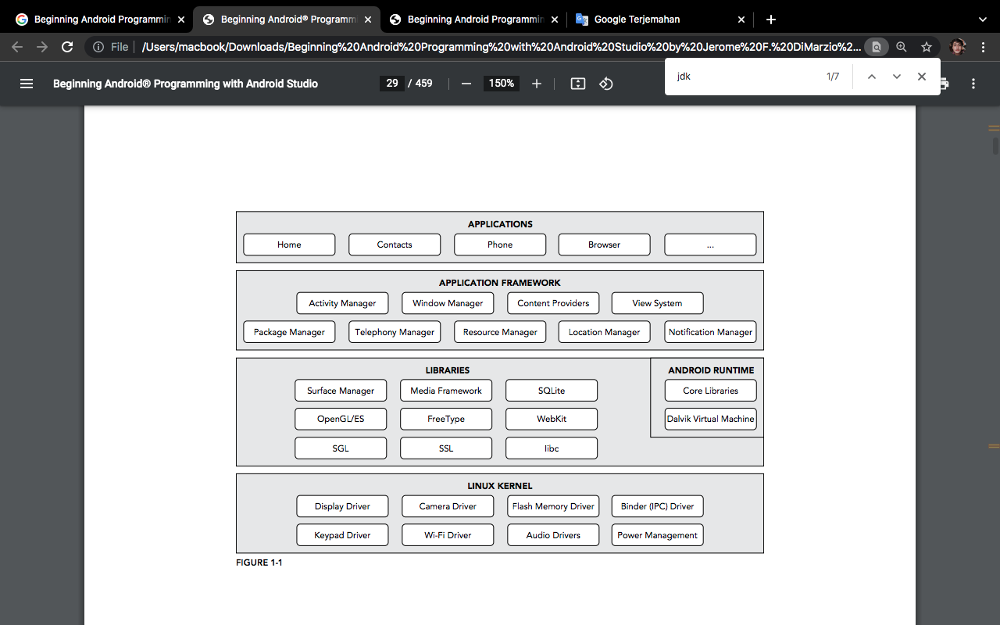 Beginning Android Programmin
Beginning Android® Programm
Beginning Android Programmin
Google Terjemahan
File
/Users/macbook/Downloads/Beginning%20Android%20Programming%20with%20Android%20Studio%20by%20Jerome%20F.%20DiMarzio%2...
Beginning Android® Programming with Android Studio
29 / 459
150%
jdk
1/7
APPLICATIONS
Home Contacts Phone Browser ...
APPLICATION FRAMEWORK
Activity Manager Window Manager Content Providers View System
Package Manager Telephony Manager Resource Manager Location Manager Notification Manager
LIBRARIES
Surface Manager Media Framework SQLite
OpenGL/ES FreeType WebKit
SGL SSL libc
ANDROID RUNTIME
Core Libraries
Dalvik Virtual Machine
LINUX KERNEL
Display Driver Camera Driver Flash Memory Driver Binder (IPC) Driver
Keypad Driver Wi-Fi Driver Audio Drivers Power Management
FIGURE 1-1